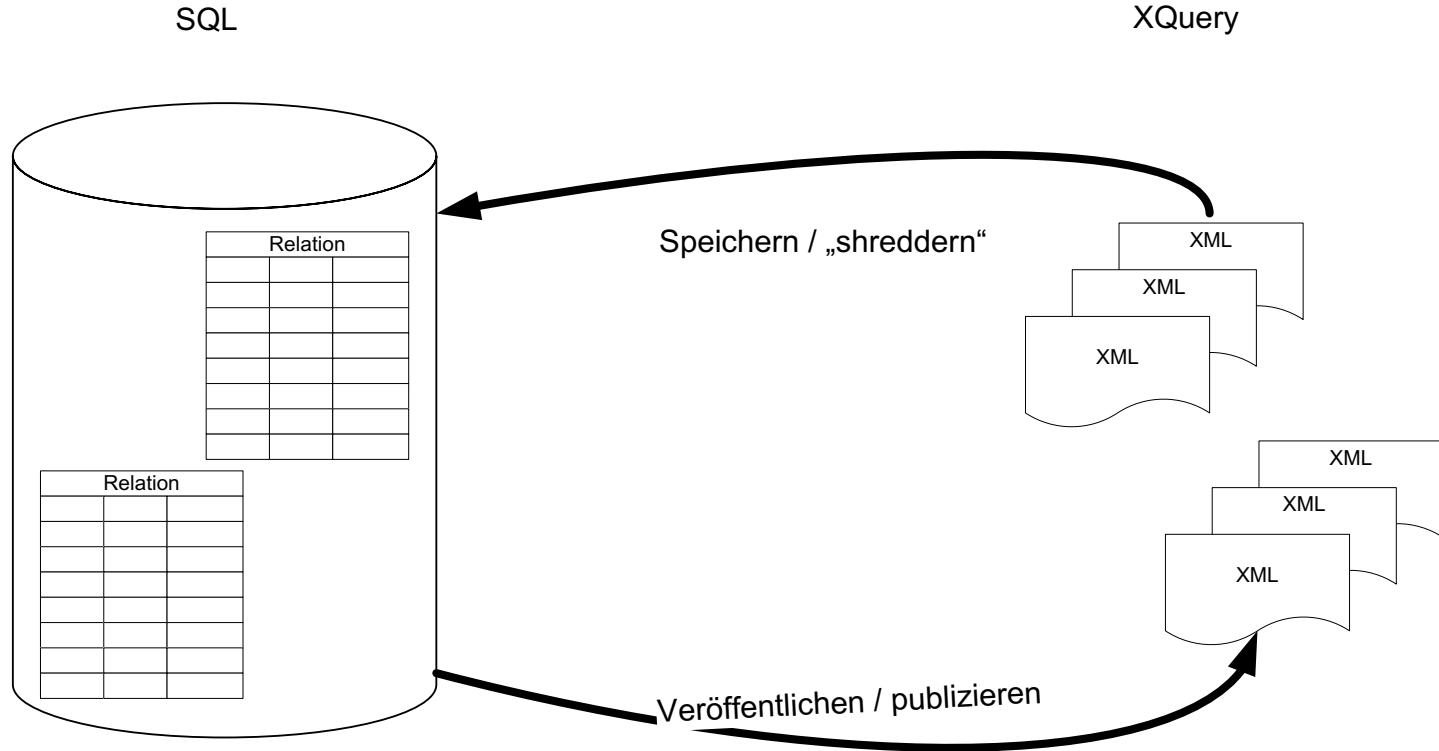 SQL
XQuery
Relation
Speichern / „shreddern“
XML
XML
XML
Relation
XML
XML
XML
Veröffentlichen / publizieren